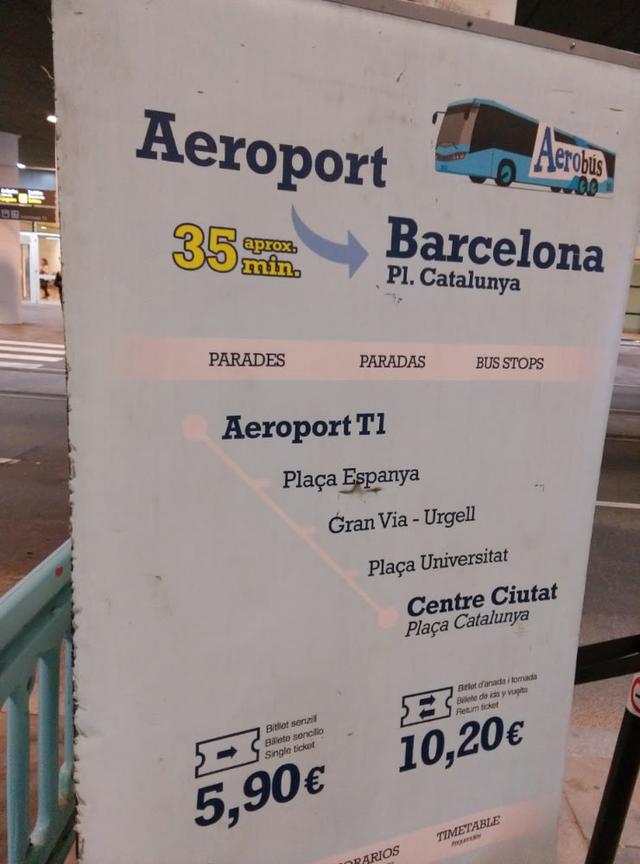 Aeroport
Aerobús
35 aprox. min.
Barcelona
Pl. Catalunya
PARADES PARADAS BUS STOPS
Aeroport T1
Plaça Espanya
Gran Via - Urgell
Plaça Universitat
Centre Ciutat
Plaça Catalunya
Bitllet senzill
Billete sencillo
Single ticket
5,90€
Bitllet d'anada i tornada
Billete de ida y vuelta
Return ticket
10,20€
HORARIOS TIMETABLE